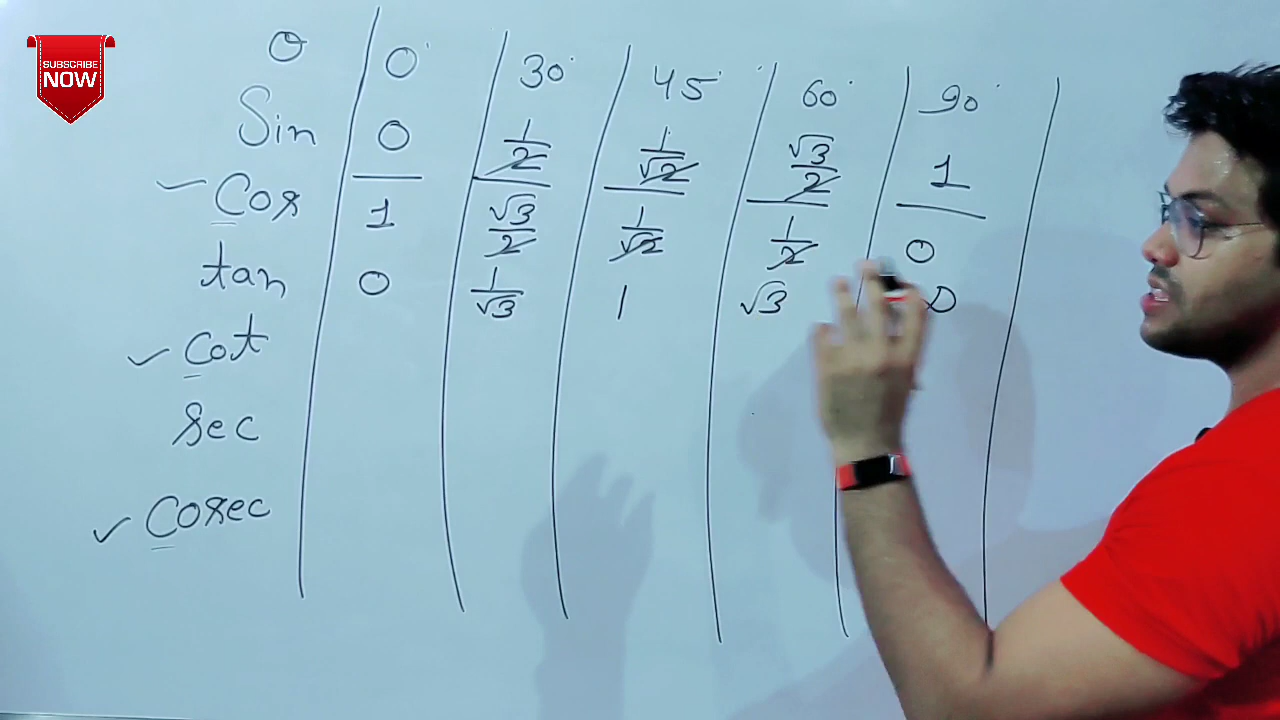 SUBSCRIBE
NOW
θ 0° 30° 45° 60° 90°
Sin 0 1/2 1/√2 √3/2 1
Cos 1 √3/2 1/√2 1/2 0
tan 0 1/√3 1 √3 ∞
Cot
Sec
Cosec